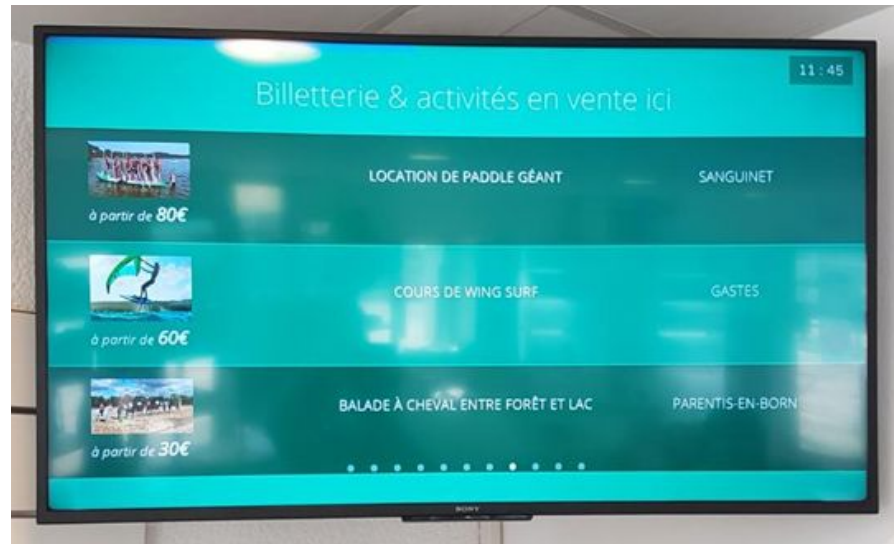 11 : 45
Billetterie & activités en vente ici
LOCATION DE PADDLE GÉANT
SANGUINET
à partir de 80€
COURS DE WING SURF
GASTES
à partir de 60€
BALADE À CHEVAL ENTRE FORÊT ET LAC
PARENTIS-EN-BORN
à partir de 30€
SONY